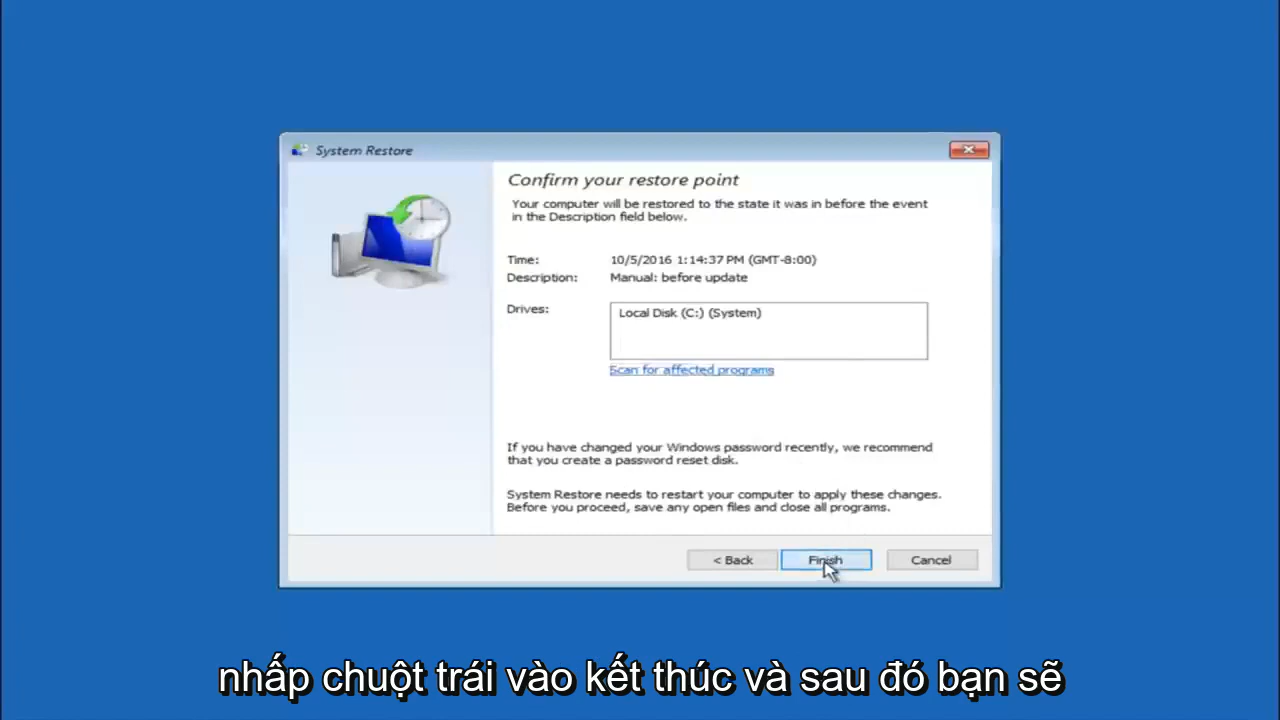 System Restore
Confirm your restore point
Your computer will be restored to the state it was in before the event
in the Description field below.
Time: 10/5/2016 1:14:37 PM (GMT-8:00)
Description: Manual: before update
Drives: Local Disk (C:) (System)
Scan for affected programs
If you have changed your Windows password recently, we recommend
that you create a password reset disk.
System Restore needs to restart your computer to apply these changes.
Before you proceed, save any open files and close all programs.
< Back Finish Cancel
nhấp chuột trái vào kết thúc và sau đó bạn sẽ